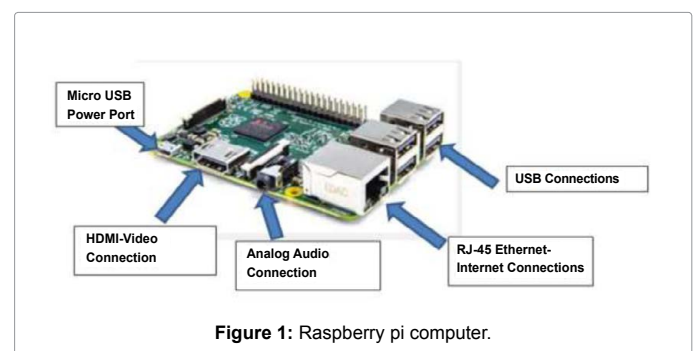 Micro USB
Power Port
USB Connections
HDMI-Video
Connection
Analog Audio
Connection
RJ-45 Ethernet-
Internet Connections
Figure 1: Raspberry pi computer.